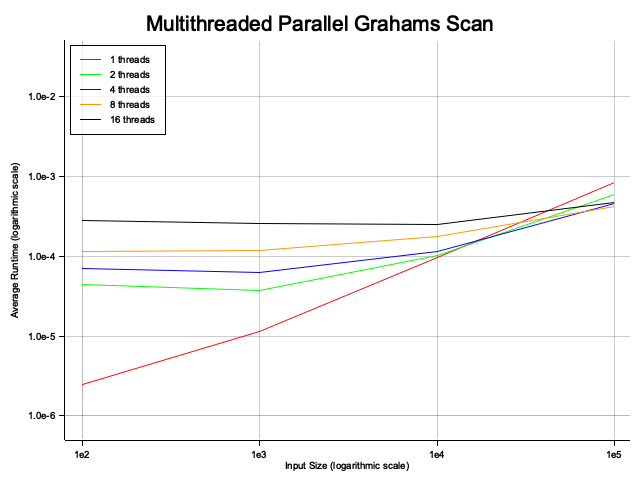 Multithreaded Parallel Grahams Scan
1 threads
2 threads
4 threads
8 threads
16 threads
1.0e-2
1.0e-3
1.0e-4
1.0e-5
1.0e-6
Average Runtime (logarithmic scale)
1e2
1e3
1e4
1e5
Input Size (logarithmic scale)